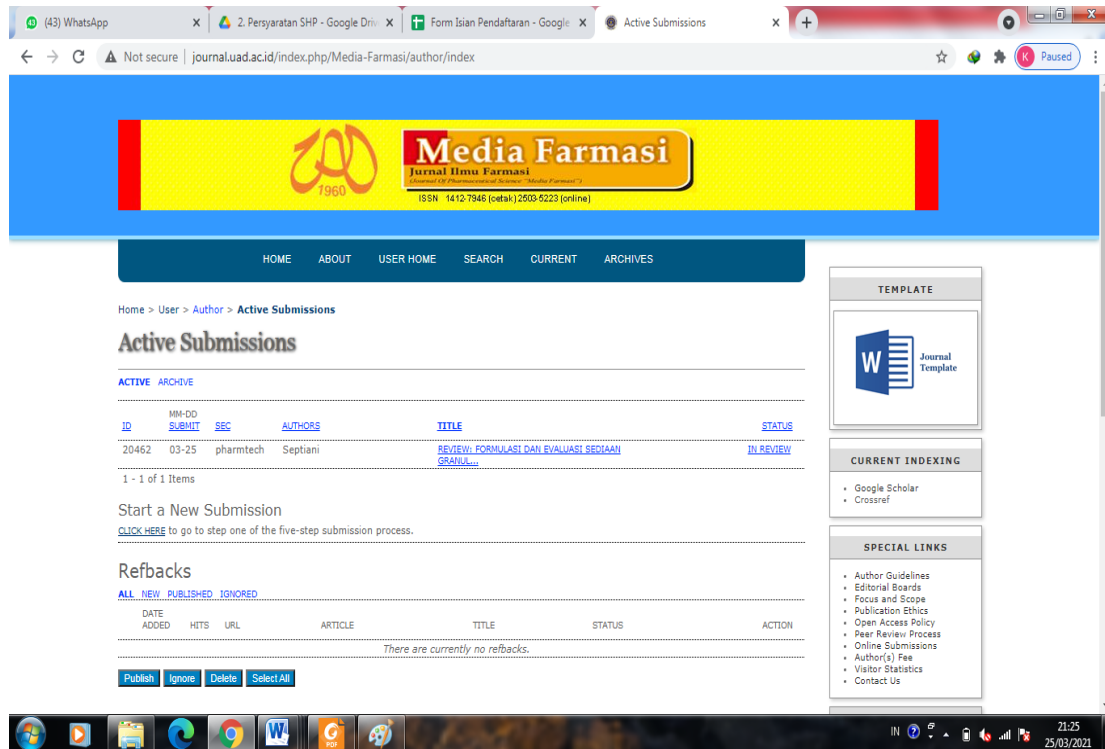 (43) WhatsApp
2. Persyaratan SHP - Google Driv
Form Isian Pendaftaran - Google
Active Submissions
Not secure | journal.uad.ac.id/index.php/Media-Farmasi/author/index
K Paused
1960
Media Farmasi
Jurnal Ilmu Farmasi
(Journal Of Pharmaceutical Science "Media Farmasi")
ISSN 1412-7946 (cetak) 2503-5223 (online)
HOME ABOUT USER HOME SEARCH CURRENT ARCHIVES
Home > User > Author > Active Submissions
Active Submissions
ACTIVE ARCHIVE
MM-DD
ID SUBMIT SEC AUTHORS TITLE STATUS
20462 03-25 pharmtech Septiani REVIEW: FORMULASI DAN EVALUASI SEDIAAN IN REVIEW
GRANUL...
1 - 1 of 1 Items
Start a New Submission
CLICK HERE to go to step one of the five-step submission process.
Refbacks
ALL NEW PUBLISHED IGNORED
DATE
ADDED HITS URL ARTICLE TITLE STATUS ACTION
There are currently no refbacks.
Publish Ignore Delete Select All
TEMPLATE
W Journal
Template
CURRENT INDEXING
Google Scholar
Crossref
SPECIAL LINKS
Author Guidelines
Editorial Boards
Focus and Scope
Publication Ethics
Open Access Policy
Peer Review Process
Online Submissions
Author(s) Fee
Visitor Statistics
Contact Us
W
G
PDF
IN
21:25
25/03/2021